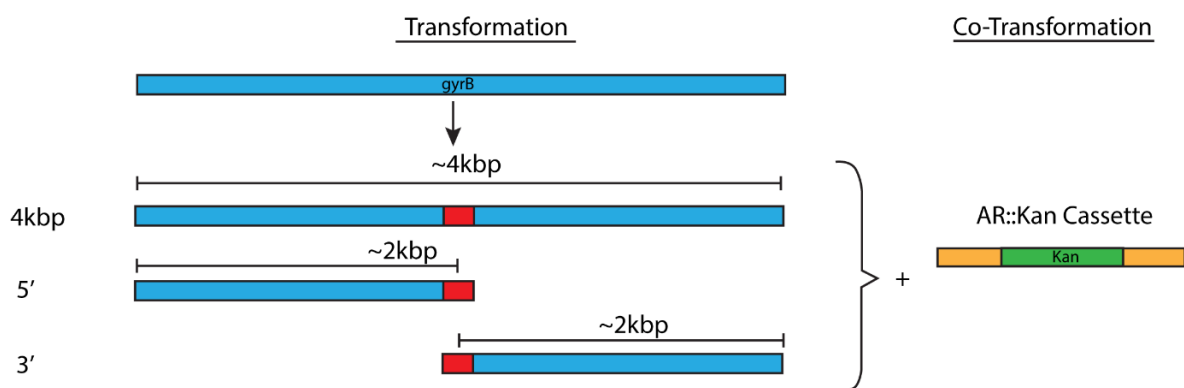 Transformation
Co-Transformation
gyrB
~4kbp
4kbp
AR::Kan Cassette
~2kbp
Kan
5′
+
~2kbp
3′